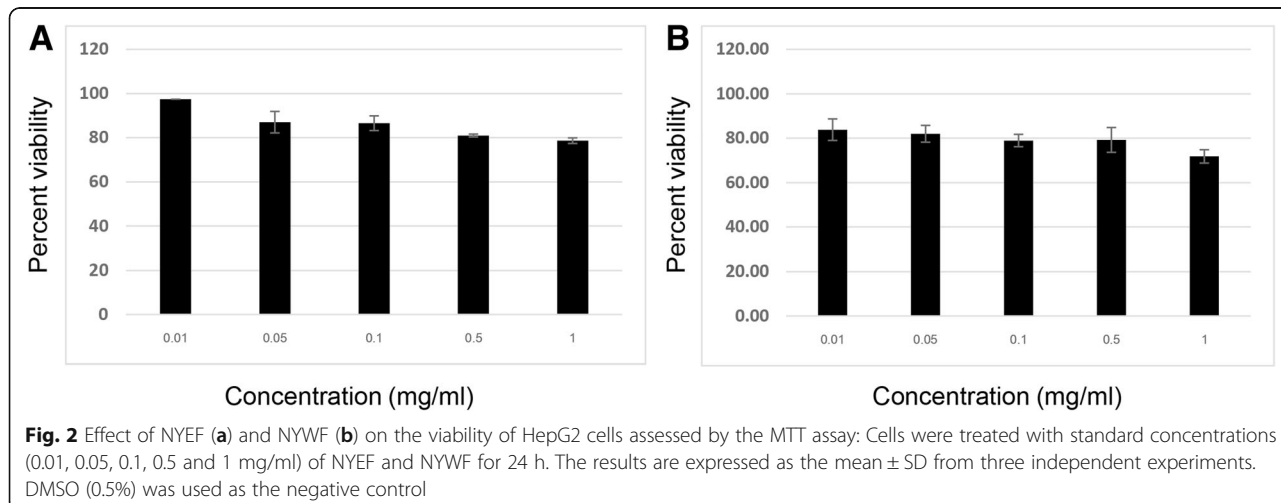 A
120
100
80
60
40
20
0
Percent viability
0.01 0.05 0.1 0.5 1
Concentration (mg/ml)
B
120.00
100.00
80.00
60.00
40.00
20.00
0.00
Percent viability
0.01 0.05 0.1 0.5 1
Concentration (mg/ml)
Fig. 2 Effect of NYEF (a) and NYWF (b) on the viability of HepG2 cells assessed by the MTT assay: Cells were treated with standard concentrations
(0.01, 0.05, 0.1, 0.5 and 1 mg/ml) of NYEF and NYWF for 24 h. The results are expressed as the mean ± SD from three independent experiments.
DMSO (0.5%) was used as the negative control